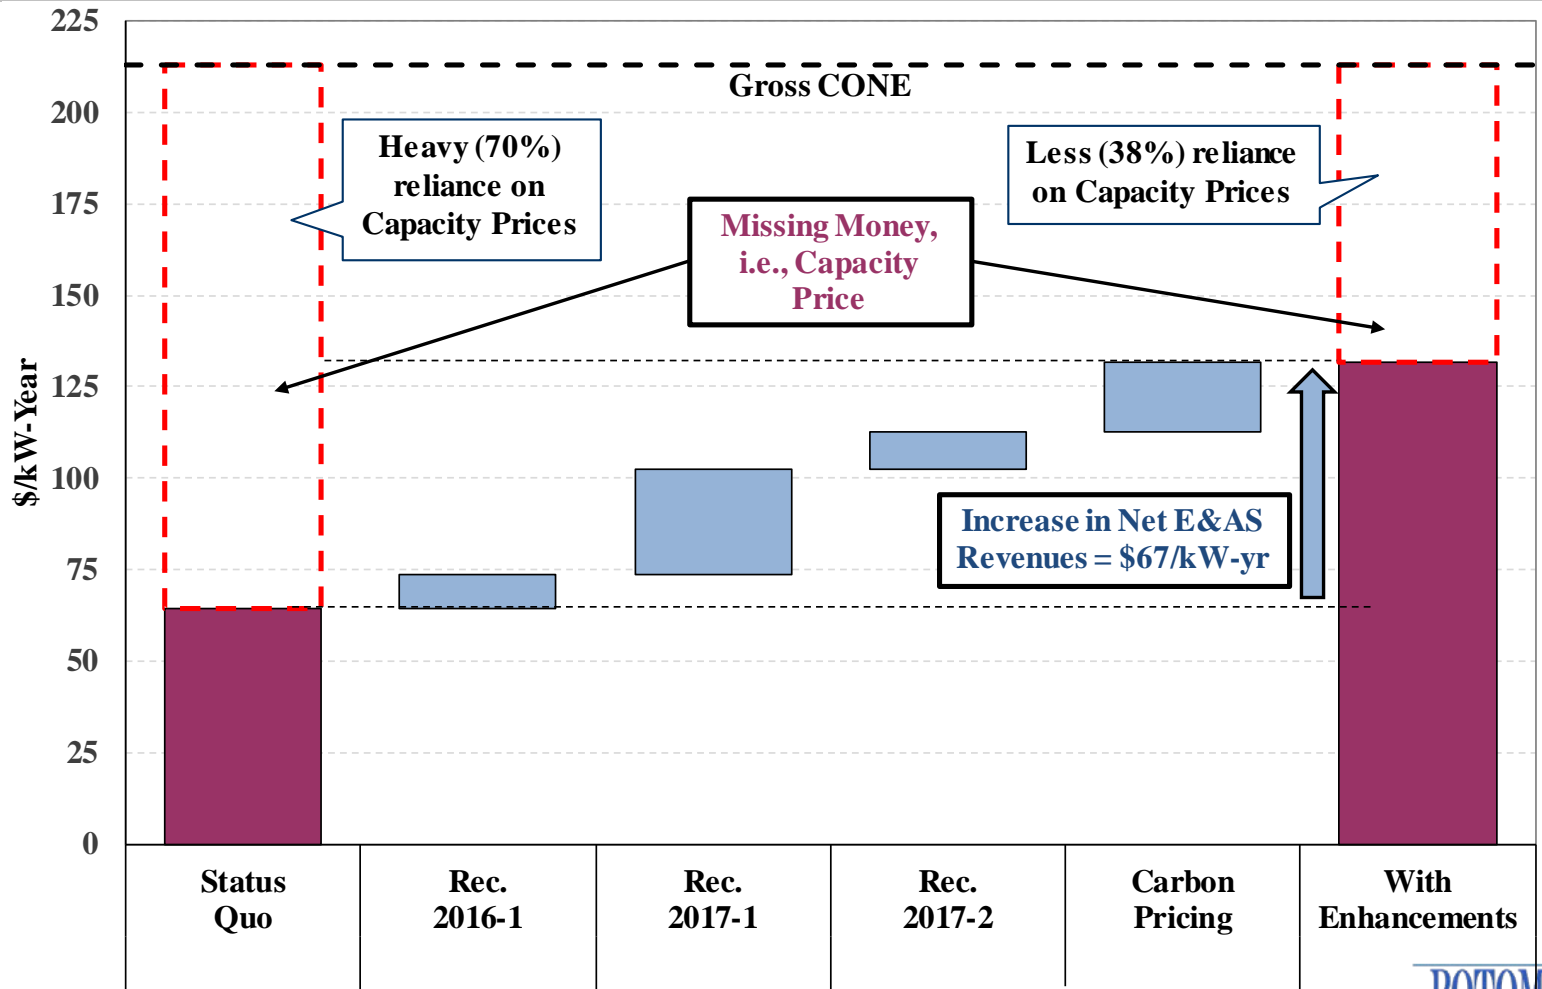 225
200
175
150
125
100
75
50
25
0
$/kW-Year
Gross CONE
Heavy (70%)
reliance on
Capacity Prices
Less (38%) reliance
on Capacity Prices
Missing Money,
i.e., Capacity
Price
Increase in Net E&AS
Revenues = $67/kW-yr
Status
Quo
Rec.
2016-1
Rec.
2017-1
Rec.
2017-2
Carbon
Pricing
With
Enhancements